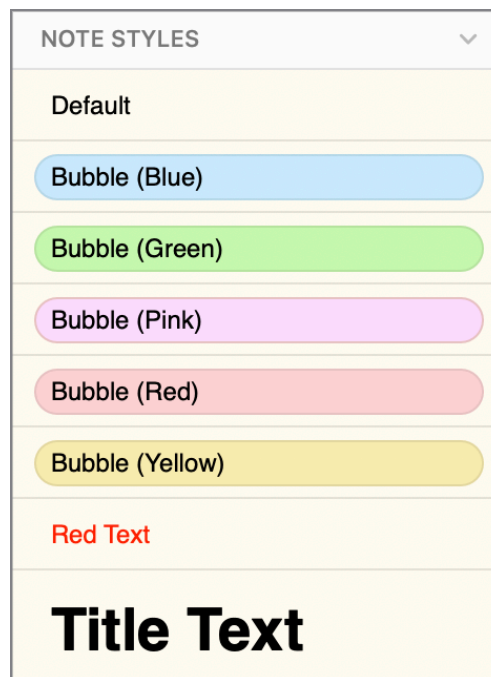 NOTE STYLES
Default
Bubble (Blue)
Bubble (Green)
Bubble (Pink)
Bubble (Red)
Bubble (Yellow)
Red Text
Title Text